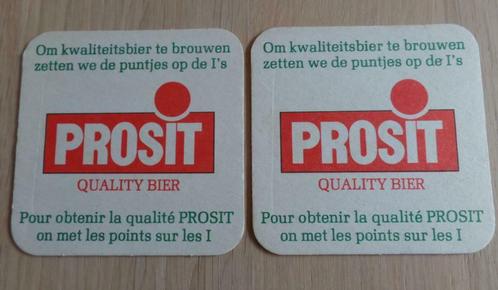 Om kwaliteitsbier te brouwen
zetten we de puntjes op de I's
PROSIT
QUALITY BIER
Pour obtenir la qualité PROSIT
on met les points sur les I
Om kwaliteitsbier te brouwen
zetten we de puntjes op de I's
PROSIT
QUALITY BIER
Pour obtenir la qualité PROSIT
on met les points sur les I